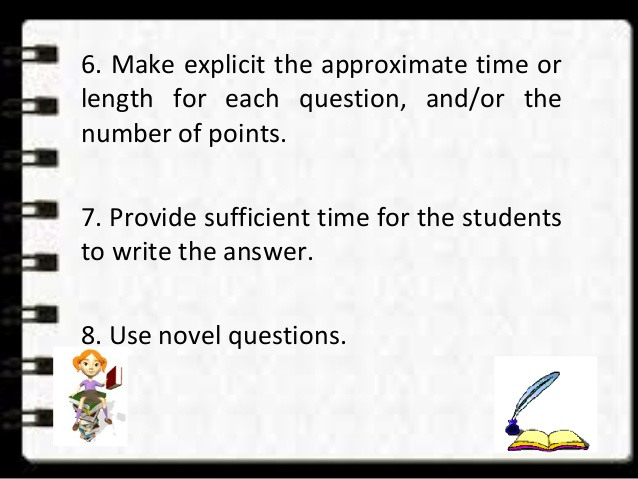 6. Make explicit the approximate time or
length for each question, and/or the
number of points.
7. Provide sufficient time for the students
to write the answer.
8. Use novel questions.